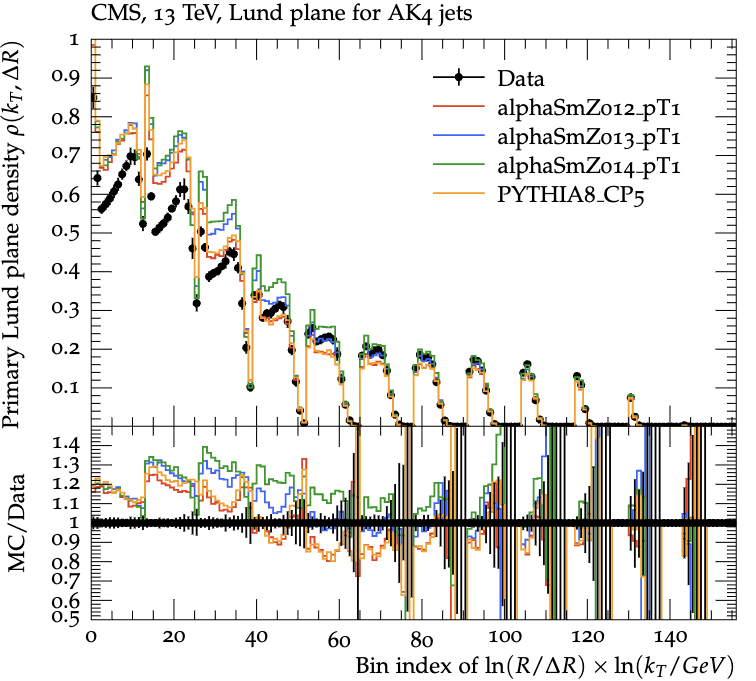 CMS, 13 TeV, Lund plane for AK4 jets
Primary Lund plane density ρ(k_T, ΔR)
1
0.9
0.8
0.7
0.6
0.5
0.4
0.3
0.2
0.1
Data
alphaSmZ012_pT1
alphaSmZ013_pT1
alphaSmZ014_pT1
PYTHIA8_CP5
MC/Data
1.4
1.3
1.2
1.1
1
0.9
0.8
0.7
0.6
0.5
0 20 40 60 80 100 120 140
Bin index of ln(R/ΔR) × ln(k_T/GeV)